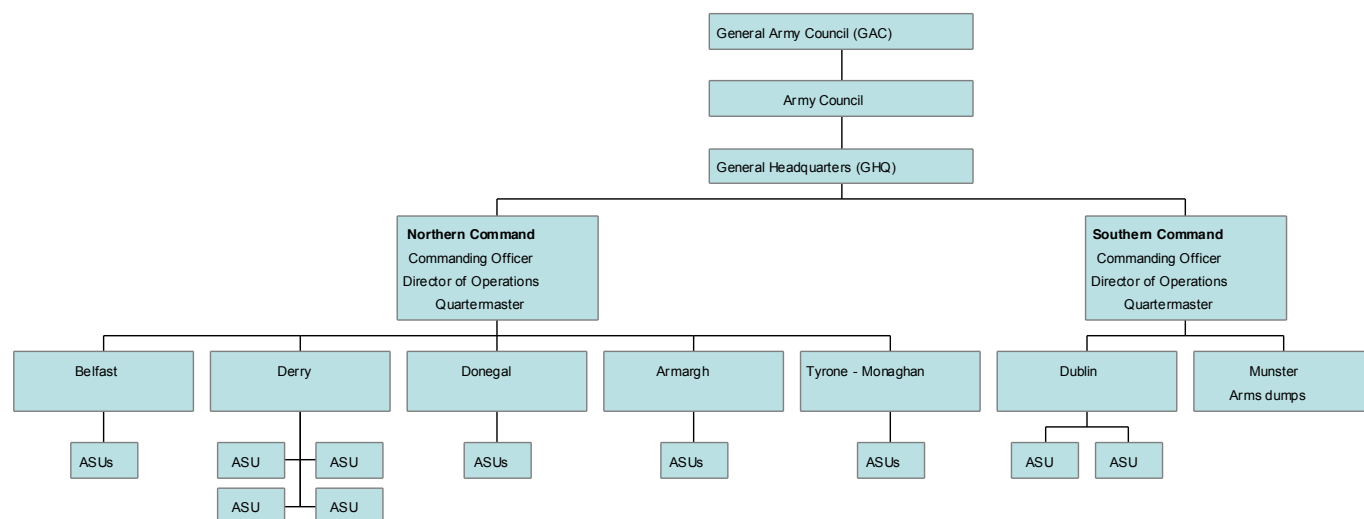 General Army Council (GAC)
Army Council
General Headquarters (GHQ)
Northern Command
Commanding Officer
Director of Operations
Quartermaster
Southern Command
Commanding Officer
Director of Operations
Quartermaster
Belfast
Derry
Donegal
Armargh
Tyrone - Monaghan
Dublin
Munster
Arms dumps
ASUs
ASU
ASU
ASUs
ASUs
ASUs
ASU
ASU
ASU
ASU